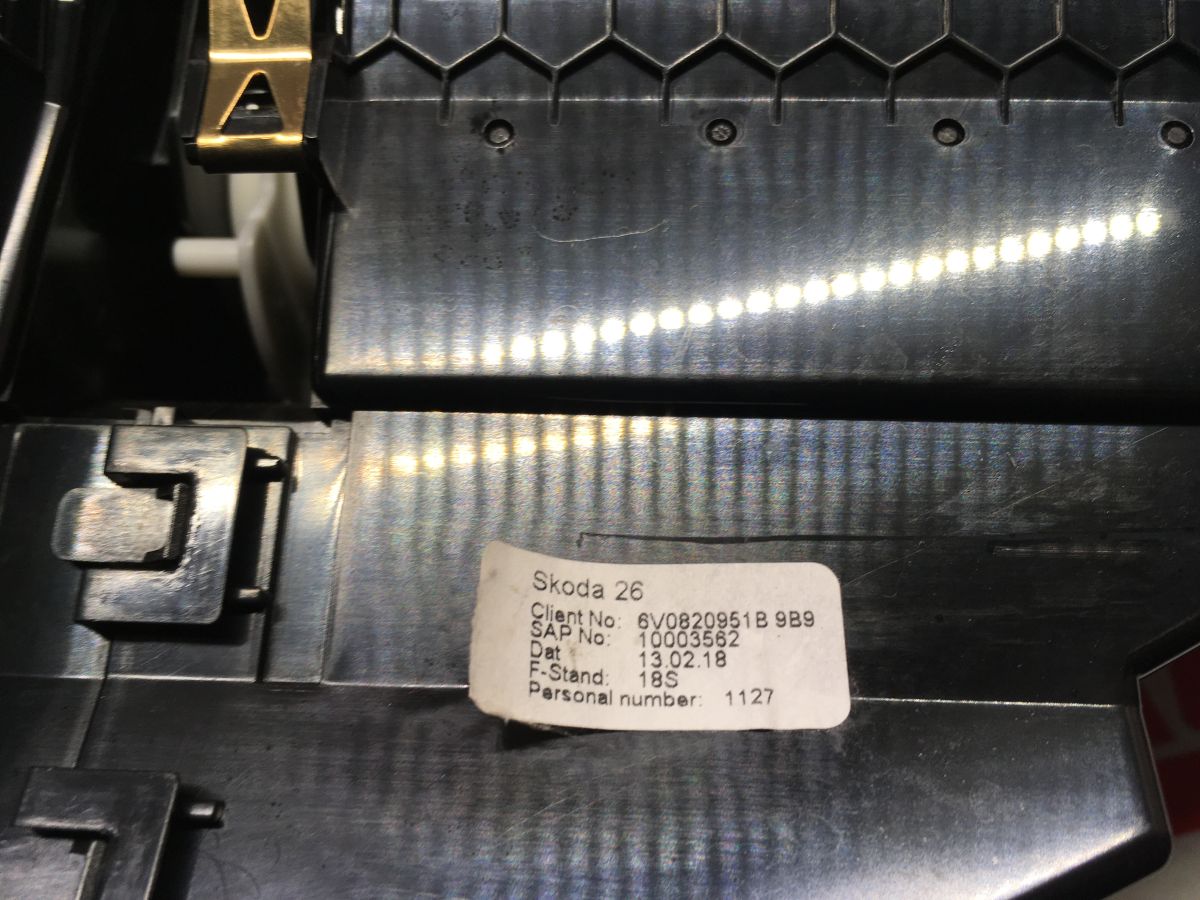 Skoda 26
Client No: 6V0820951B 9B9
SAP No: 10003562
Dat 13.02.18
F-Stand: 18S
Personal number: 1127